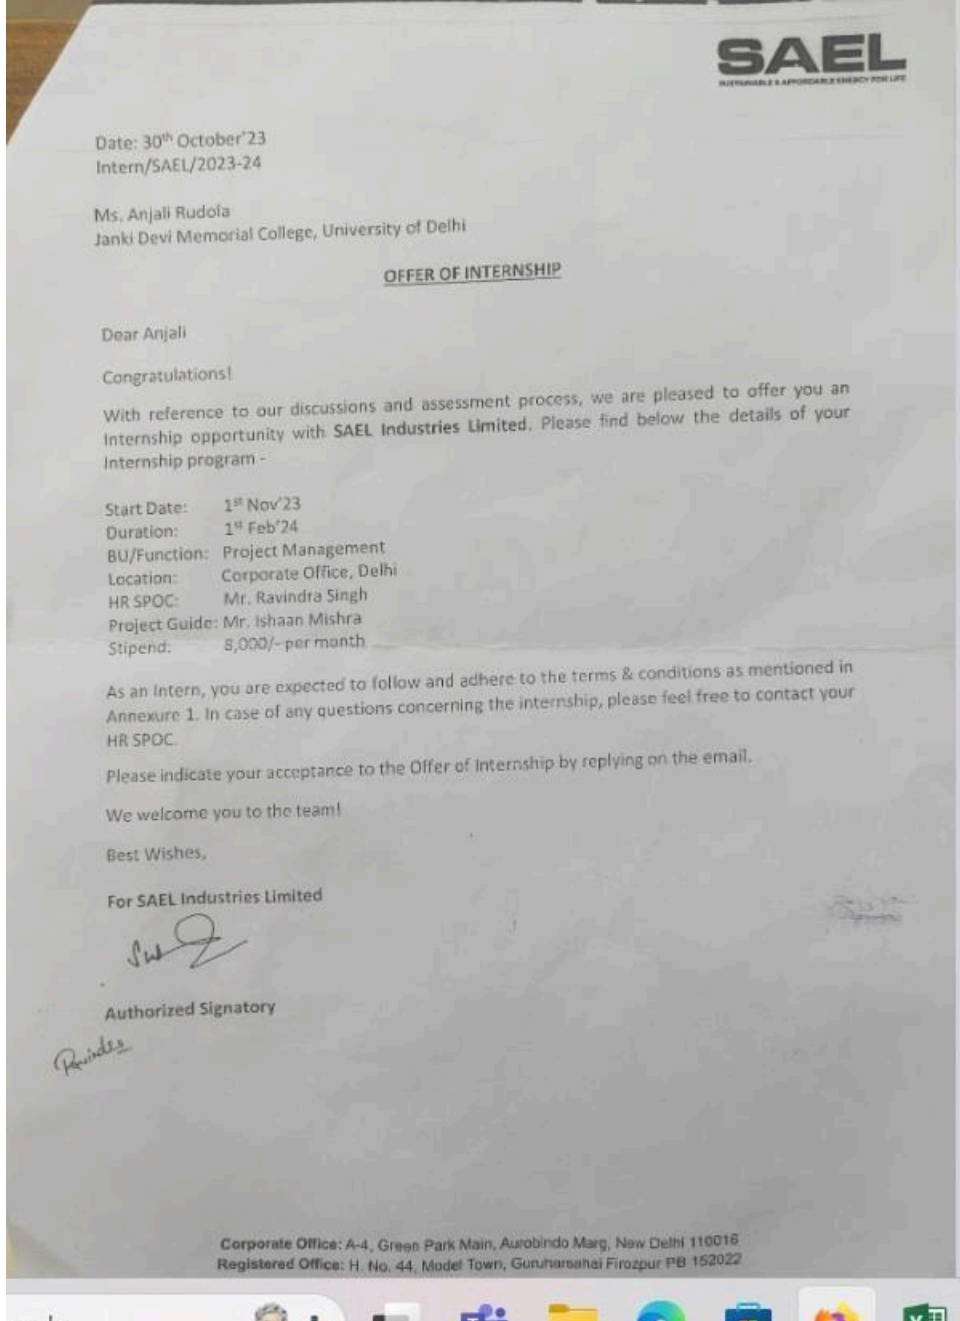 SAEL
SUSTAINABLE & AFFORDABLE ENERGY FOR LIFE
Date: 30th October'23
Intern/SAEL/2023-24
Ms. Anjali Rudola
Janki Devi Memorial College, University of Delhi
OFFER OF INTERNSHIP
Dear Anjali
Congratulations!
With reference to our discussions and assessment process, we are pleased to offer you an
Internship opportunity with SAEL Industries Limited. Please find below the details of your
Internship program -
Start Date: 1st Nov'23
Duration: 1st Feb'24
BU/Function: Project Management
Location: Corporate Office, Delhi
HR SPOC: Mr. Ravindra Singh
Project Guide: Mr. Ishaan Mishra
Stipend: 8,000/- per month
As an Intern, you are expected to follow and adhere to the terms & conditions as mentioned in
Annexure 1. In case of any questions concerning the internship, please feel free to contact your
HR SPOC.
Please indicate your acceptance to the Offer of Internship by replying on the email.
We welcome you to the team!
Best Wishes,
For SAEL Industries Limited
Authorized Signatory
Corporate Office: A-4, Green Park Main, Aurobindo Marg, New Delhi 110016
Registered Office: H. No. 44, Model Town, Guruharsahai Firozpur PB 152022